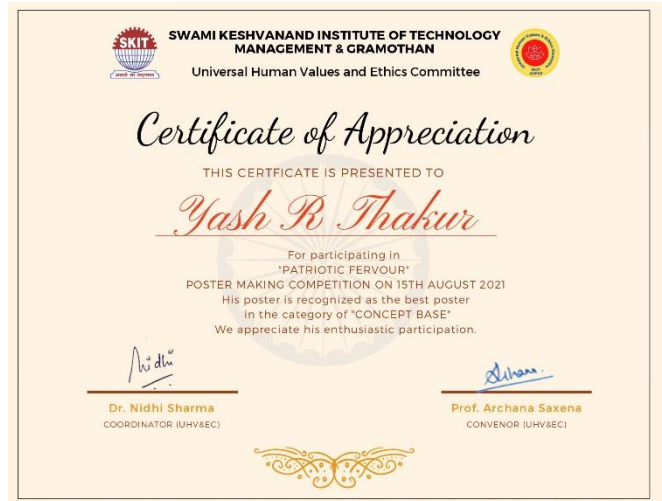 SKIT
SWAMI KESHVANAND INSTITUTE OF TECHNOLOGY
MANAGEMENT & GRAMOTHAN
Universal Human Values and Ethics Committee
Certificate of Appreciation
THIS CERTFICATE IS PRESENTED TO
Yash R Thakur
For participating in
"PATRIOTIC FERVOUR"
POSTER MAKING COMPETITION ON 15TH AUGUST 2021
His poster is recognized as the best poster
in the category of "CONCEPT BASE"
We appreciate his enthusiastic participation.
Nidhi
Dr. Nidhi Sharma
COORDINATOR (UHV&EC)
Prof. Archana Saxena
CONVENOR (UHV&EC)